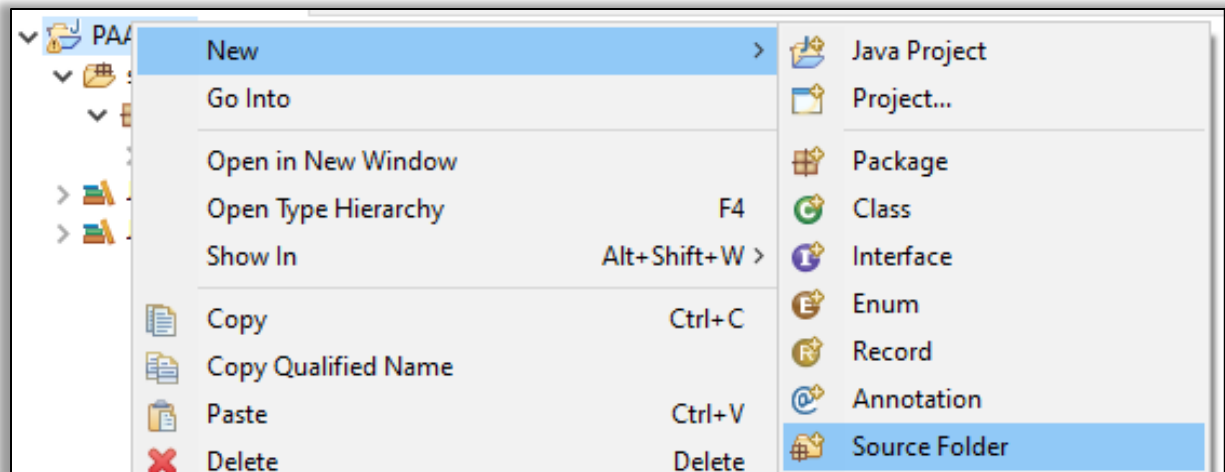 PAA
New
Go Into
Open in New Window
Open Type Hierarchy F4
Show In Alt+Shift+W >
Copy Ctrl+C
Copy Qualified Name
Paste Ctrl+V
Delete Delete
Java Project
Project...
Package
Class
Interface
Enum
Record
Annotation
Source Folder